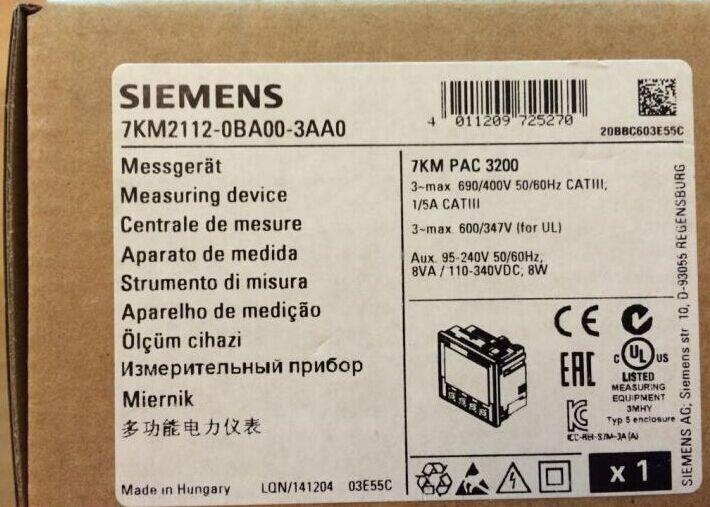 SIEMENS
7KM2112-0BA00-3AA0
4 011209 725270
20BBC603E55C
Messgerät
Measuring device
Centrale de mesure
Aparato de medida
Strumento di misura
Aparelho de medição
Ölçüm cihazi
Измерительный прибор
Miernik
多功能电力仪表
7KM PAC 3200
3~max 690/400V 50/60Hz CATIII,
1/5A CATIII
3~max 600/347V (for UL)
Aux. 95-240V 50/60Hz,
8VA / 110-340VDC, 8W
CE
EAC
C UL US
LISTED
MEASURING
EQUIPMENT
3MHY
Typ 5 enclosure
x 1
Made in Hungary
LQN/141204 03E55C
SIEMENS AG; Siemens str 10, D-93055 REGENSBURG